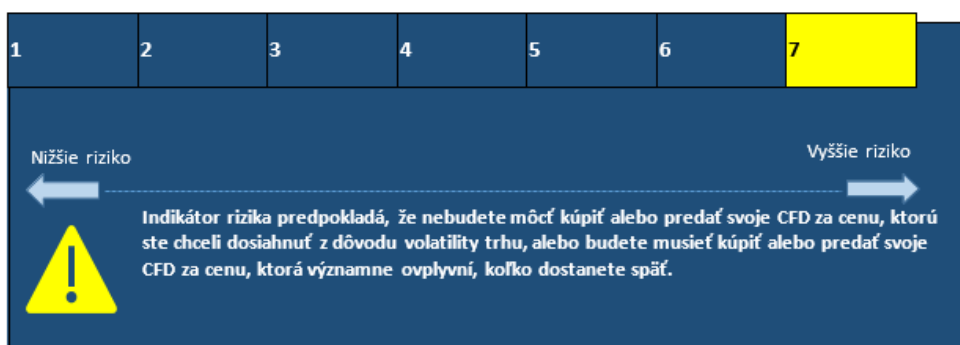 1 2 3 4 5 6 7
Nižšie riziko
Vyššie riziko
Indikátor rizika predpokladá, že nebudete môcť kúpiť alebo predať svoje CFD za cenu, ktorú
ste chceli dosiahnuť z dôvodu volatility trhu, alebo budete musieť kúpiť alebo predať svoje
CFD za cenu, ktorá významne ovplyvní, koľko dostanete späť.